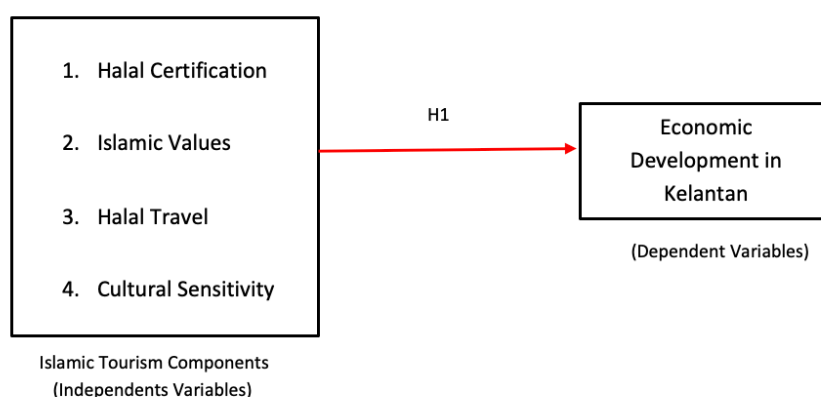 1. Halal Certification
2. Islamic Values
3. Halal Travel
4. Cultural Sensitivity
Islamic Tourism Components
(Independents Variables)
H1
Economic
Development in
Kelantan
(Dependent Variables)